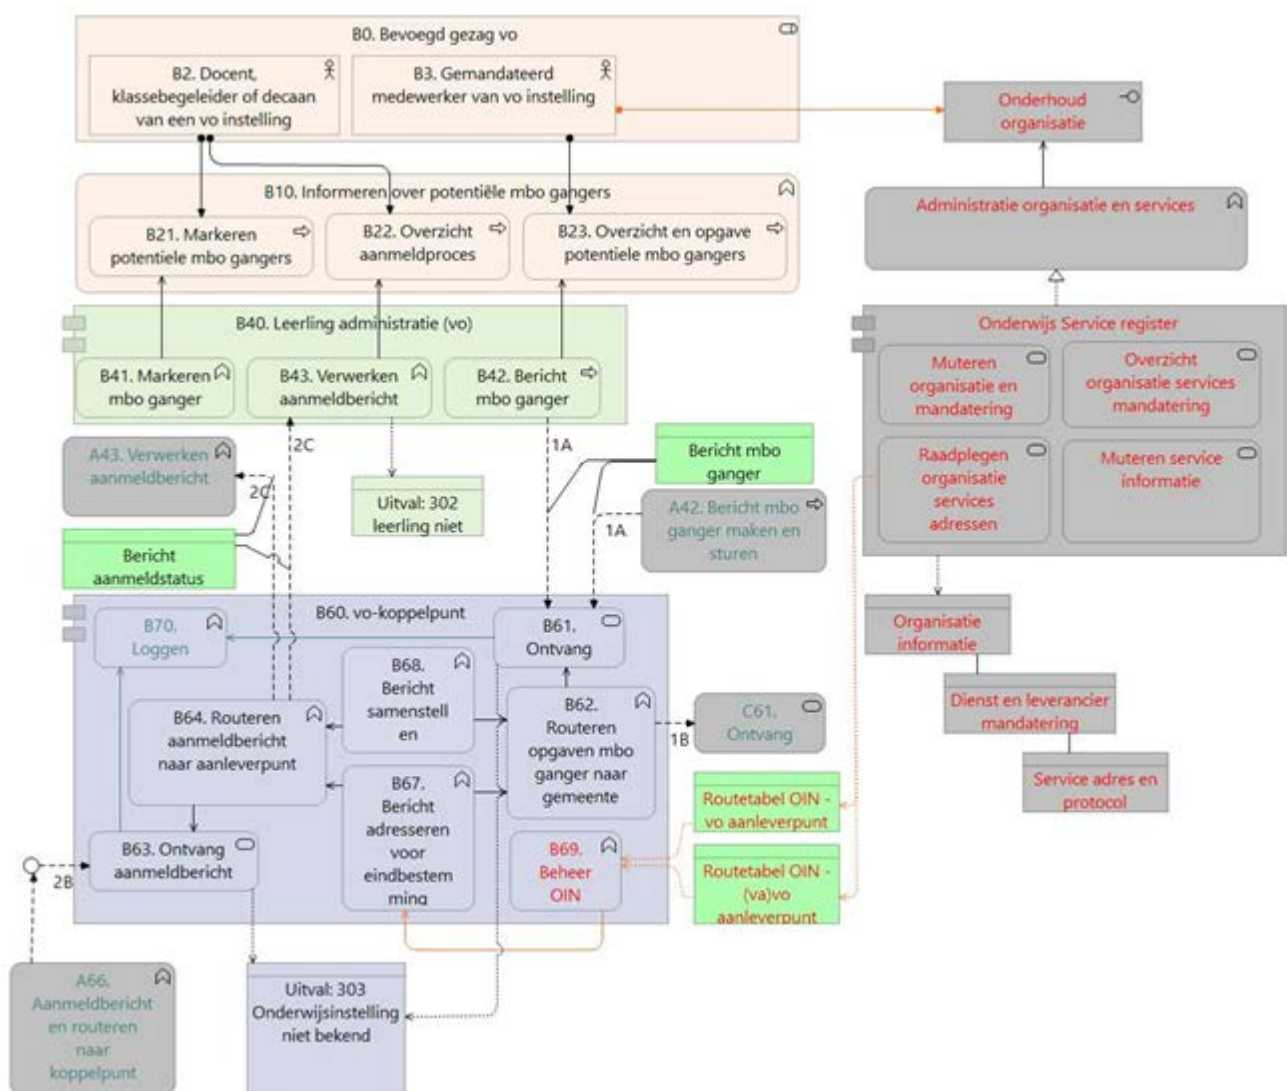 B0. Bevoegd gezag vo
B2. Docent,
klassebegeleider of decaan
van een vo instelling
B3. Gemandateerd
medewerker van vo instelling
Onderhoud
organisatie
B10. Informeren over potentiële mbo gangers
B21. Markeren
potentiele mbo gangers
B22. Overzicht
aanmeldproces
B23. Overzicht en opgave
potentiele mbo gangers
Administratie organisatie en services
B40. Leerling administratie (vo)
B41. Markeren
mbo ganger
B43. Verwerken
aanmeldbericht
B42. Bericht
mbo ganger
Onderwijs Service register
Muteren
organisatie en
mandatering
Overzicht
organisatie services
mandatering
Raadplegen
organisatie
services
adressen
Muteren service
informatie
A43. Verwerken
aanmeldbericht
2C
2C
1A
Bericht mbo
ganger
Uitval: 302
leerling niet
A42. Bericht mbo
ganger maken en
sturen
1A
Bericht
aanmeldstatus
B60. vo-koppelpunt
B70.
Loggen
B61.
Ontvang
B68.
Bericht
samenstell
en
B64. Routeren
aanmeldbericht
naar aanleverpunt
B62.
Routeren
opgaven mbo
ganger naar
gemeente
1B
C61.
Ontvang
Organisatie
informatie
Dienst en leverancier
mandatering
Service adres en
protocol
B67.
Bericht
adresseren
voor
eindbestem
ming
B63. Ontvang
aanmeldbericht
2B
B69.
Beheer
OIN
Routetabel OIN -
vo aanleverpunt
Routetabel OIN -
(va)vo
aanleverpunt
A66.
Aanmeldbericht
en routeren
naar
koppelpunt
Uitval: 303
Onderwijsinstelling
niet bekend